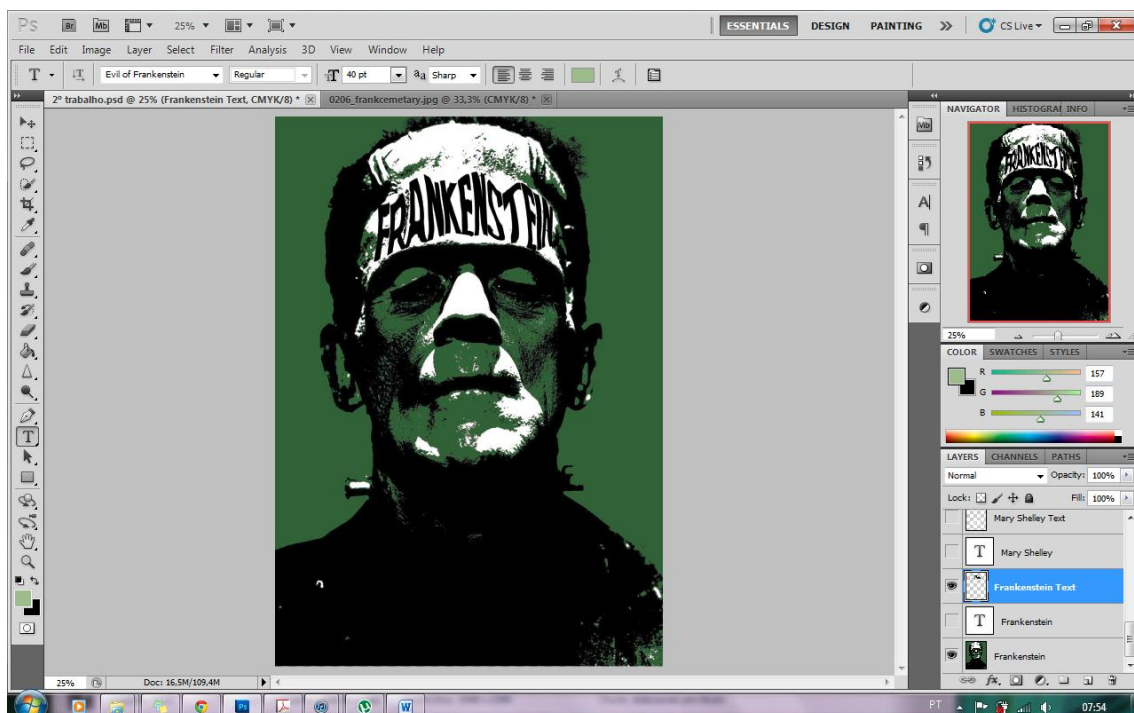 Ps Br Mb 25% ESSENTIALS DESIGN PAINTING CS Live
File Edit Image Layer Select Filter Analysis 3D View Window Help
T Evil of Frankenstein Regular T 40 pt aa Sharp
2º trabalho.psd @ 25% (Frankenstein Text, CMYK/8) * 0206_frankcemetary.jpg @ 33,3% (CMYK/8) *
FRANKENSTEIN
NAVIGATOR HISTOGRA INFO
FRANKENSTEIN
25%
COLOR SWATCHES STYLES
R 157
G 189
B 141
LAYERS CHANNELS PATHS
Normal Opacity: 100%
Lock: Fill: 100%
Mary Shelley Text
T Mary Shelley
Frankenstein Text
T Frankenstein
Frankenstein
25% Doc: 16,5M/109,4M
PT 07:54